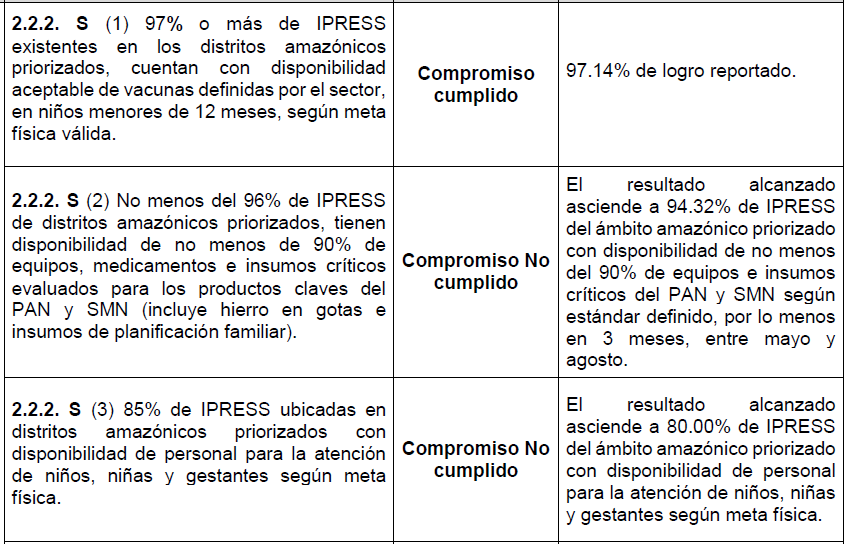 2.2.2. S (1) 97% o más de IPRESS
existentes en los distritos amazónicos
priorizados, cuentan con disponibilidad
aceptable de vacunas definidas por el sector,
en niños menores de 12 meses, según meta
física válida.
Compromiso
cumplido
97.14% de logro reportado.
2.2.2. S (2) No menos del 96% de IPRESS
de distritos amazónicos priorizados, tienen
disponibilidad de no menos de 90% de
equipos, medicamentos e insumos críticos
evaluados para los productos claves del
PAN y SMN (incluye hierro en gotas e
insumos de planificación familiar).
Compromiso No
cumplido
El resultado alcanzado
asciende a 94.32% de IPRESS
del ámbito amazónico priorizado
con disponibilidad de no menos
del 90% de equipos e insumos
críticos del PAN y SMN según
estándar definido, por lo menos
en 3 meses, entre mayo y
agosto.
2.2.2. S (3) 85% de IPRESS ubicadas en
distritos amazónicos priorizados con
disponibilidad de personal para la atención
de niños, niñas y gestantes según meta
física.
Compromiso No
cumplido
El resultado alcanzado
asciende a 80.00% de IPRESS
del ámbito amazónico priorizado
con disponibilidad de personal
para la atención de niños, niñas
y gestantes según meta física.